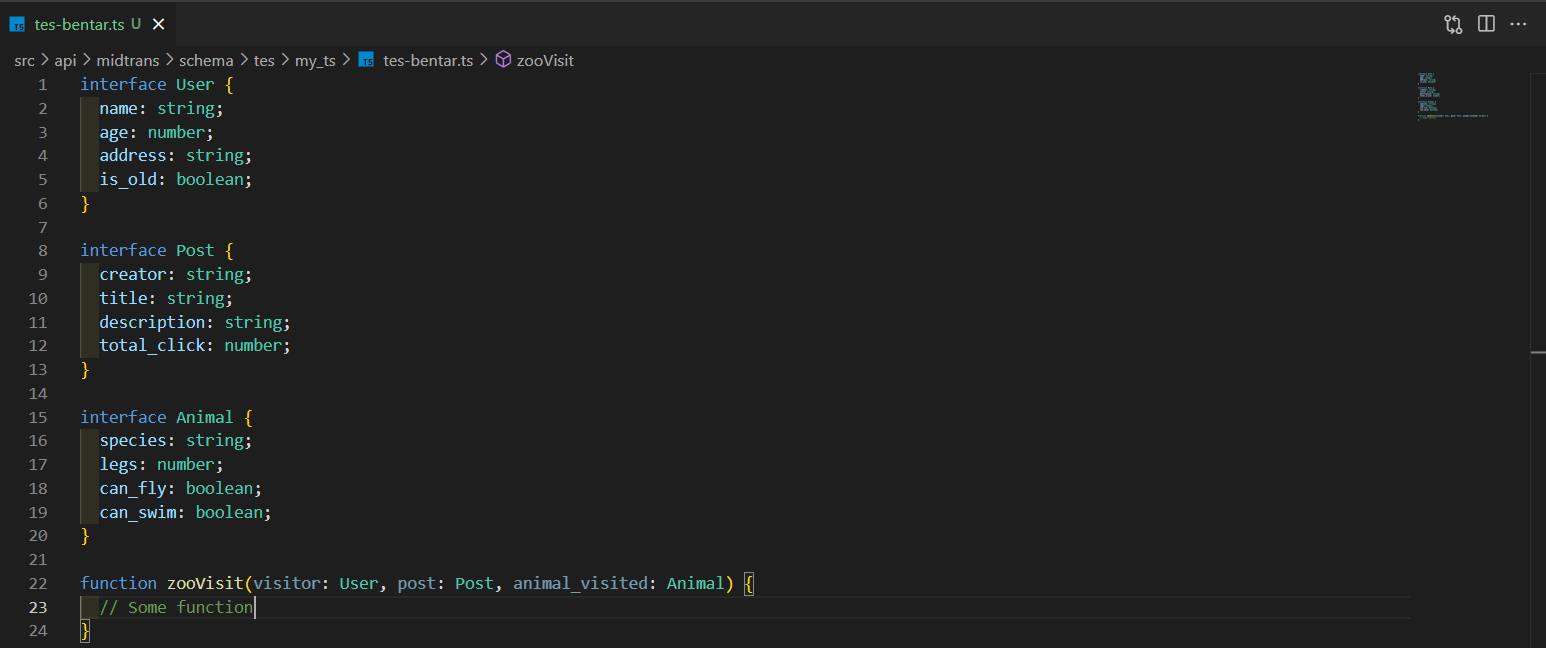 TS tes-bentar.ts U
src > api > midtrans > schema > tes > my_ts > TS tes-bentar.ts > zooVisit
1 interface User {
2   name: string;
3   age: number;
4   address: string;
5   is_old: boolean;
6 }
7
8 interface Post {
9   creator: string;
10   title: string;
11   description: string;
12   total_click: number;
13 }
14
15 interface Animal {
16   species: string;
17   legs: number;
18   can_fly: boolean;
19   can_swim: boolean;
20 }
21
22 function zooVisit(visitor: User, post: Post, animal_visited: Animal) {
23   // Some function
24 }